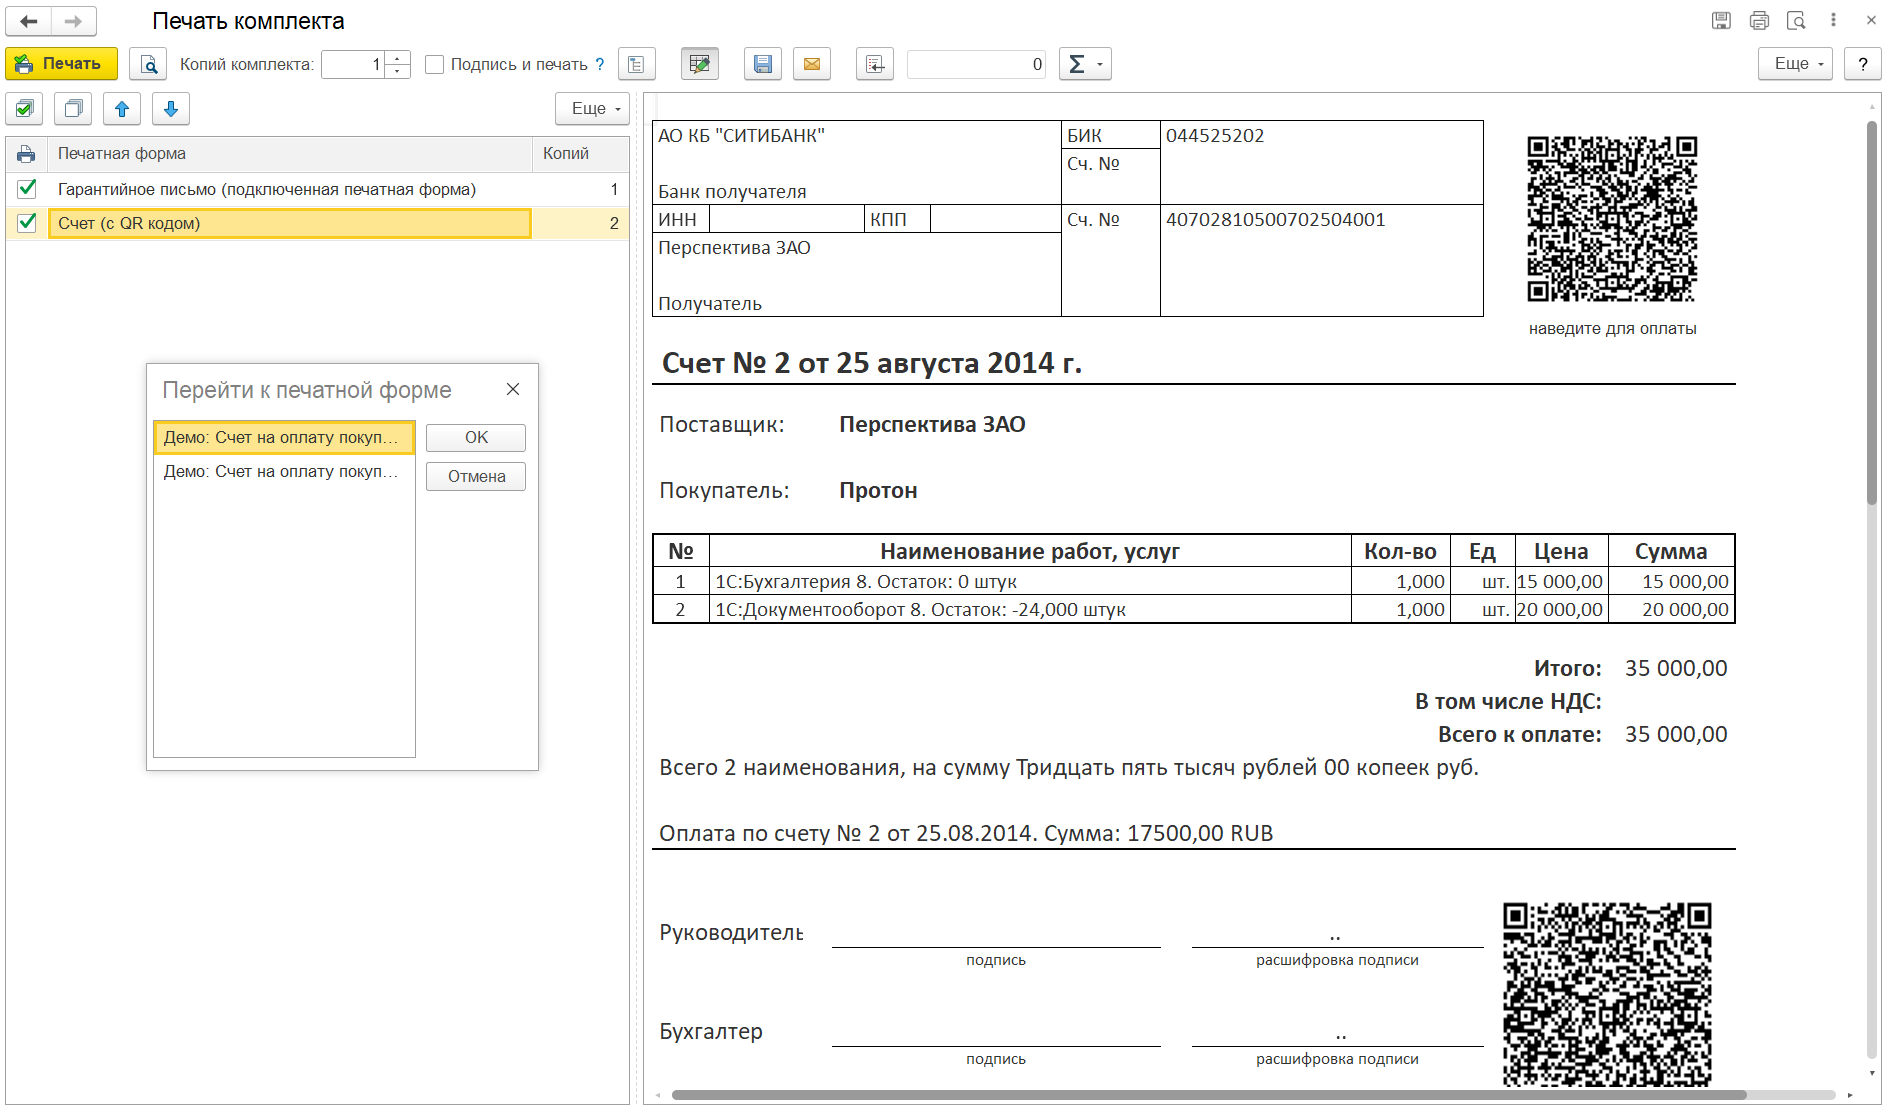 Печать комплекта
Печать
Копий комплекта: 1
Подпись и печать ?
0
Σ
Еще
?
Еще
Печатная форма Копий
Гарантийное письмо (подключенная печатная форма) 1
Счет (с QR кодом) 2
Перейти к печатной форме
Демо: Счет на оплату покуп...
Демо: Счет на оплату покуп...
OK
Отмена
АО КБ "СИТИБАНК" БИК 044525202
Сч. №
Банк получателя
ИНН КПП Сч. № 40702810500702504001
Перспектива ЗАО
Получатель
наведите для оплаты
Счет № 2 от 25 августа 2014 г.
Поставщик: Перспектива ЗАО
Покупатель: Протон
№ Наименование работ, услуг Кол-во Ед Цена Сумма
1 1С:Бухгалтерия 8. Остаток: 0 штук 1,000 шт. 15 000,00 15 000,00
2 1С:Документооборот 8. Остаток: -24,000 штук 1,000 шт. 20 000,00 20 000,00
Итого: 35 000,00
В том числе НДС:
Всего к оплате: 35 000,00
Всего 2 наименования, на сумму Тридцать пять тысяч рублей 00 копеек руб.
Оплата по счету № 2 от 25.08.2014. Сумма: 17500,00 RUB
Руководитель ..
подпись расшифровка подписи
Бухгалтер ..
подпись расшифровка подписи